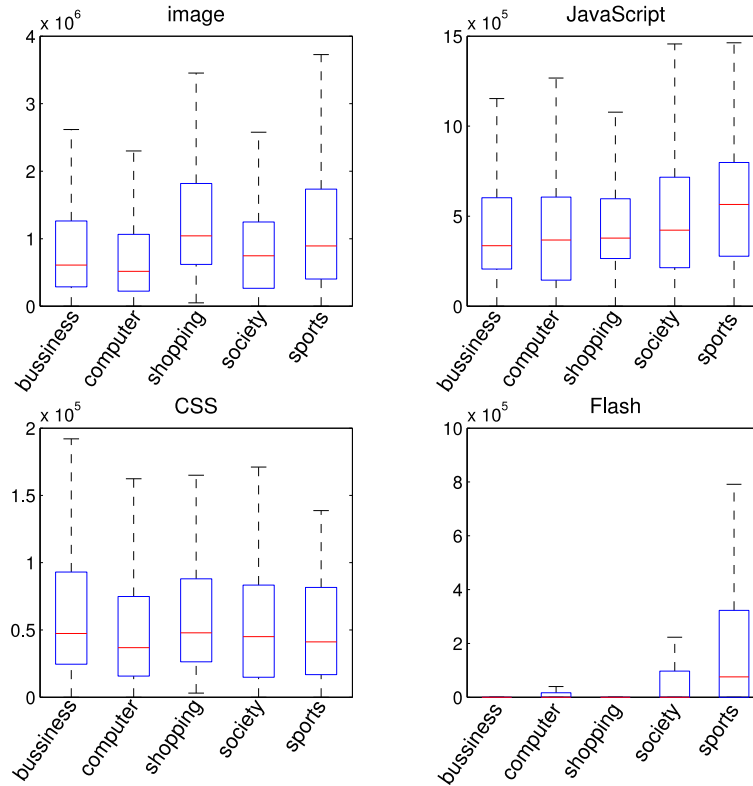 image
x 10^6
4
3
2
1
0
bussiness
computer
shopping
society
sports
JavaScript
x 10^5
15
10
5
0
bussiness
computer
shopping
society
sports
CSS
x 10^5
2
1.5
1
0.5
0
bussiness
computer
shopping
society
sports
Flash
x 10^5
10
8
6
4
2
0
bussiness
computer
shopping
society
sports